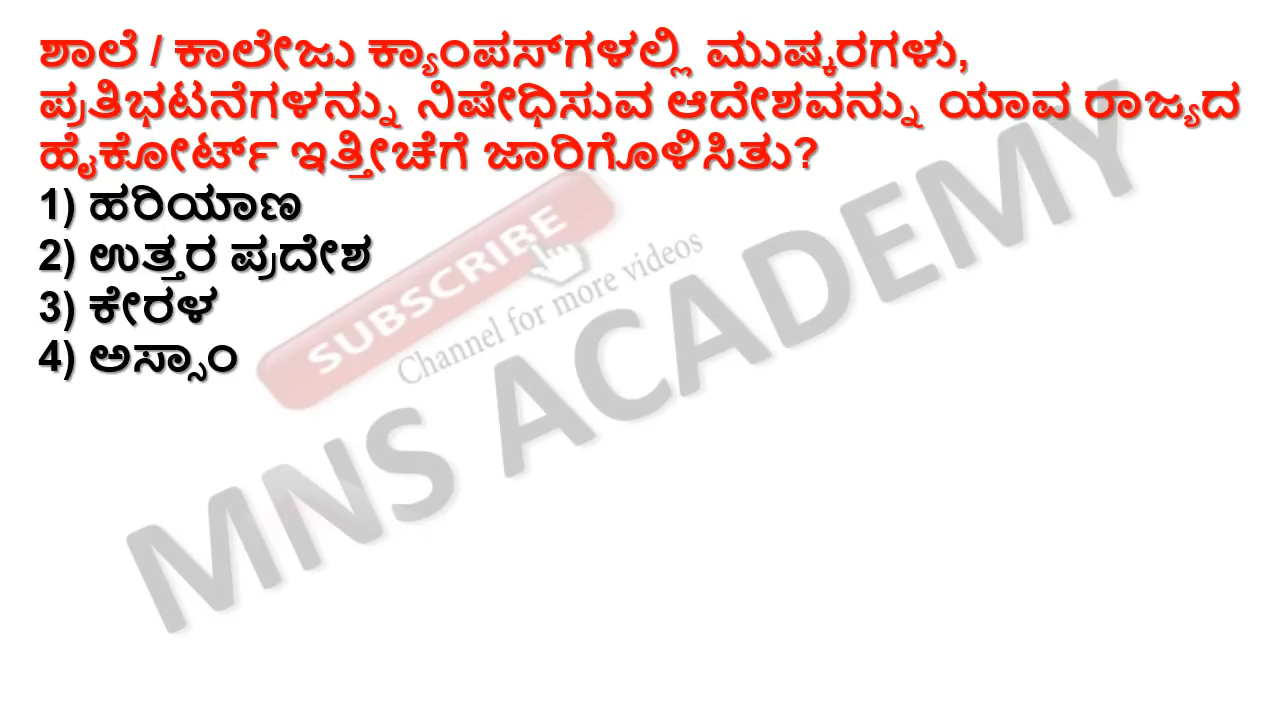 ಶಾಲೆ / ಕಾಲೇಜು ಕ್ಯಾಂಪಸ್‌ಗಳಲ್ಲಿ ಮುಷ್ಕರಗಳು,
ಪ್ರತಿಭಟನೆಗಳನ್ನು ನಿಷೇಧಿಸುವ ಆದೇಶವನ್ನು ಯಾವ ರಾಜ್ಯದ
ಹೈಕೋರ್ಟ್ ಇತ್ತೀಚೆಗೆ ಜಾರಿಗೊಳಿಸಿತು?
1) ಹರಿಯಾಣ
2) ಉತ್ತರ ಪ್ರದೇಶ
3) ಕೇರಳ
4) ಅಸ್ಸಾಂ
SUBSCRIBE
Channel for more videos
MNS ACADEMY